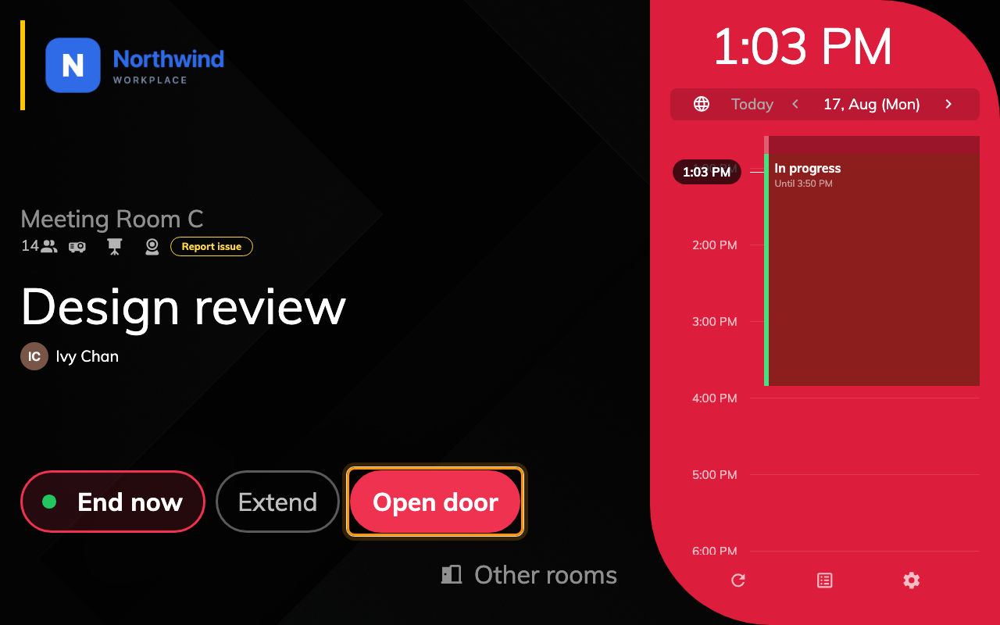 N
Northwind
WORKPLACE
Meeting Room C
14
Report issue
Design review
IC
Ivy Chan
End now
Extend
Open door
Other rooms
1:03 PM
Today
17, Aug (Mon)
1:03 PM
In progress
Until 3:50 PM
2:00 PM
3:00 PM
4:00 PM
5:00 PM
6:00 PM